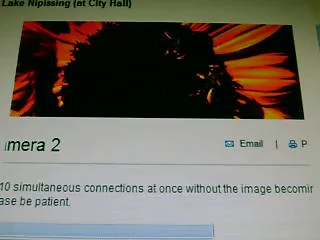 Lake Nipissing (at City Hall)
mera 2
Email | P
10 simultaneous connections at once without the image becomir
ase be patient.